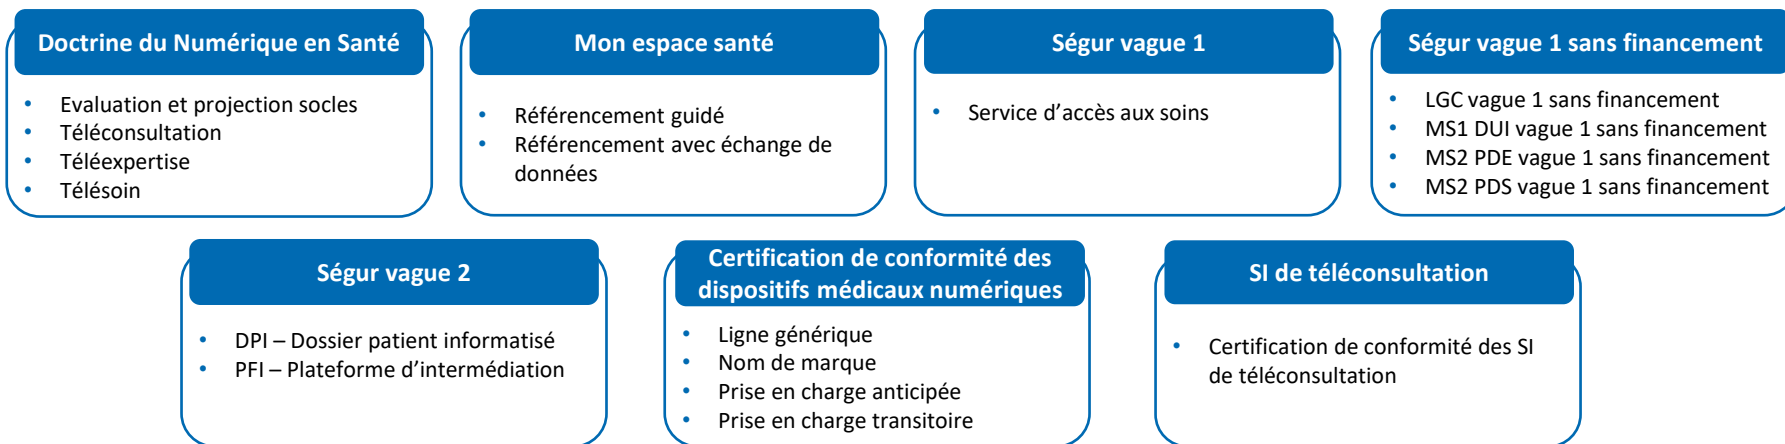 Doctrine du Numérique en Santé
• Evaluation et projection socles
• Téléconsultation
• Téléexpertise
• Télésoin
Mon espace santé
• Référencement guidé
• Référencement avec échange de
données
Ségur vague 1
• Service d’accès aux soins
Ségur vague 1 sans financement
• LGC vague 1 sans financement
• MS1 DUI vague 1 sans financement
• MS2 PDE vague 1 sans financement
• MS2 PDS vague 1 sans financement
Ségur vague 2
• DPI – Dossier patient informatisé
• PFI – Plateforme d’intermédiation
Certification de conformité des
dispositifs médicaux numériques
• Ligne générique
• Nom de marque
• Prise en charge anticipée
• Prise en charge transitoire
SI de téléconsultation
• Certification de conformité des SI
de téléconsultation